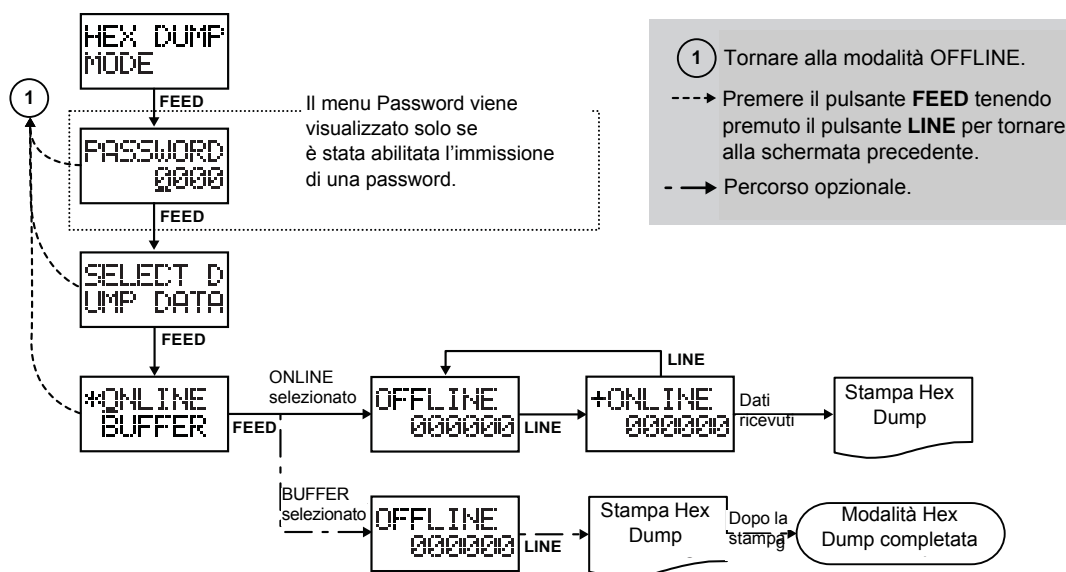 HEX DUMP
MODE
1
FEED
Il menu Password viene
visualizzato solo se
è stata abilitata l'immissione
di una password.
PASSWORD
0000
FEED
SELECT D
UMP DATA
FEED
*ONLINE
BUFFER
FEED
ONLINE
selezionato
OFFLINE
000000
LINE
LINE
+ONLINE
000000
Dati
ricevuti
Stampa Hex
Dump
BUFFER
selezionato
OFFLINE
000000
LINE
Stampa Hex
Dump
Dopo la
stampa
Modalità Hex
Dump completata
1 Tornare alla modalità OFFLINE.
Premere il pulsante FEED tenendo
premuto il pulsante LINE per tornare
alla schermata precedente.
Percorso opzionale.